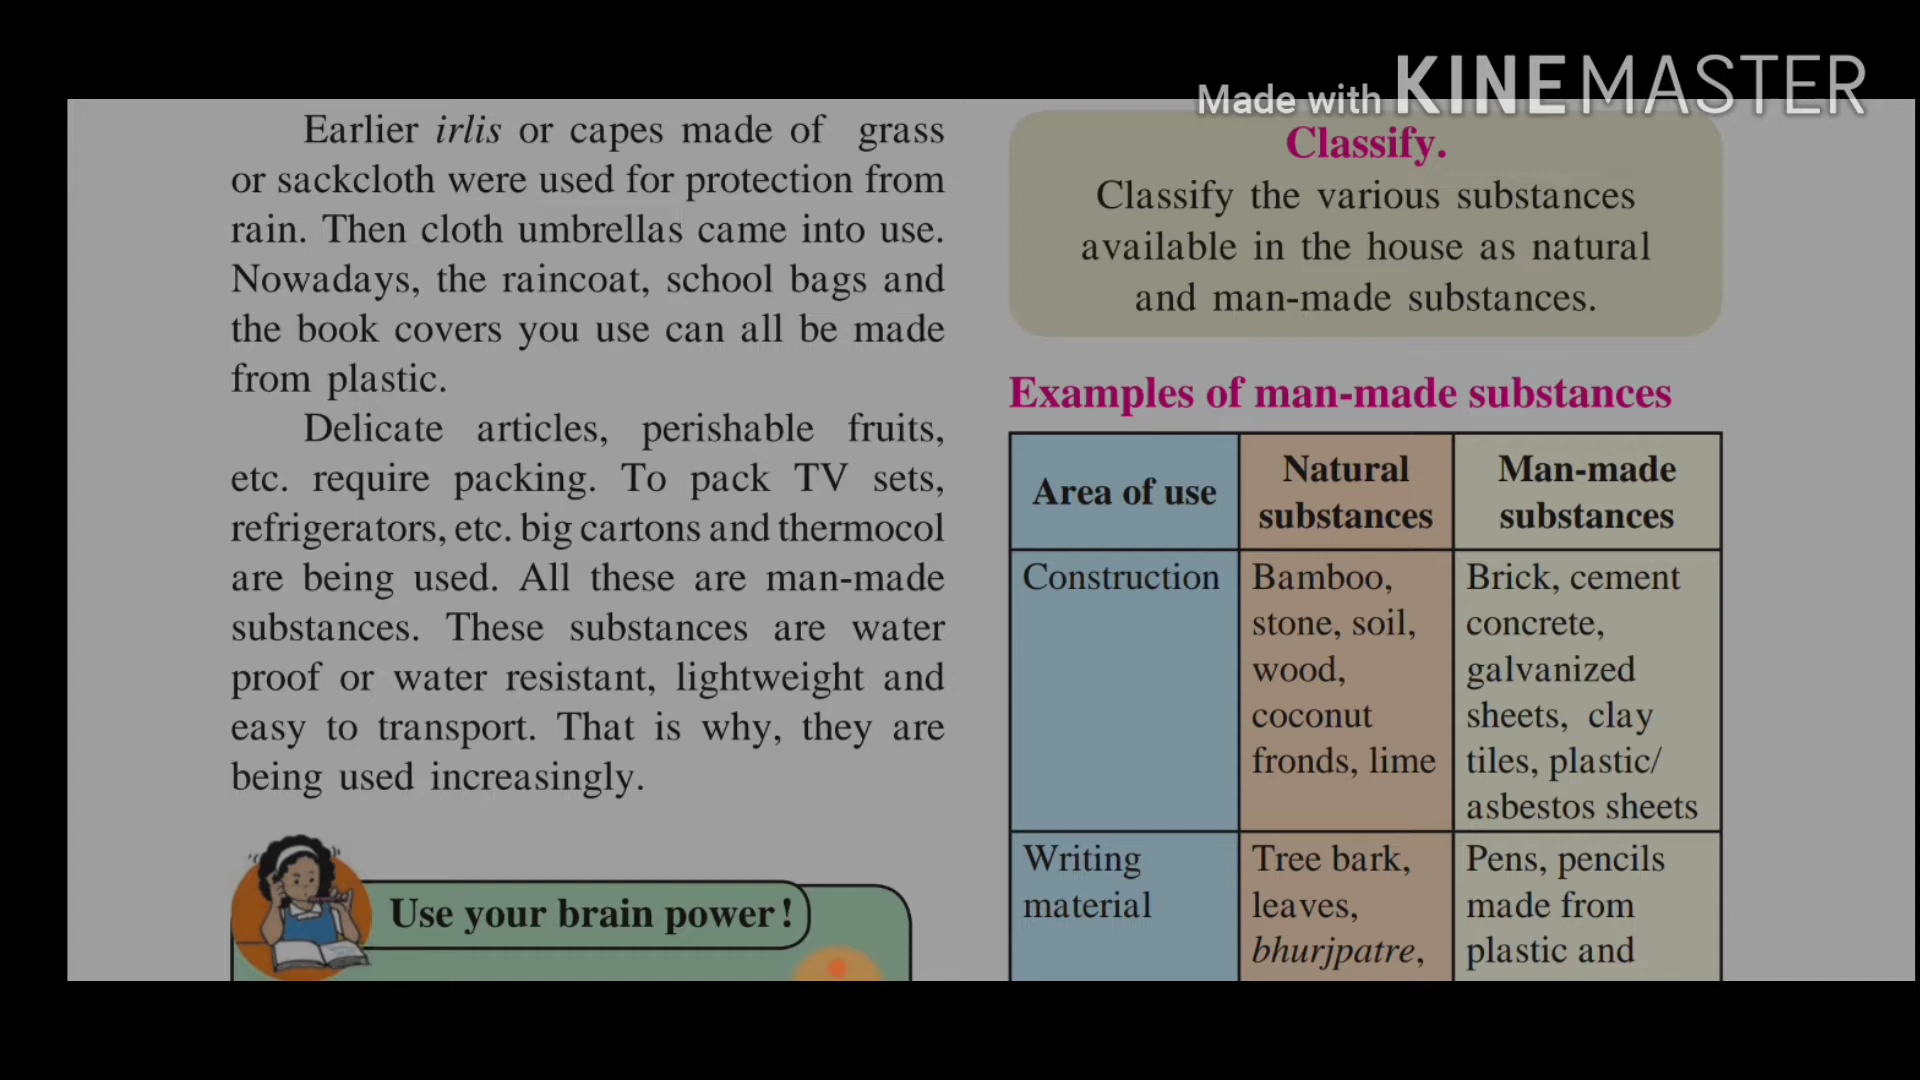 Made with KINEMASTER
Earlier irlis or capes made of grass
or sackcloth were used for protection from
rain. Then cloth umbrellas came into use.
Nowadays, the raincoat, school bags and
the book covers you use can all be made
from plastic.
Delicate articles, perishable fruits,
etc. require packing. To pack TV sets,
refrigerators, etc. big cartons and thermocol
are being used. All these are man-made
substances. These substances are water
proof or water resistant, lightweight and
easy to transport. That is why, they are
being used increasingly.
Use your brain power !
Classify.
Classify the various substances
available in the house as natural
and man-made substances.
Examples of man-made substances
Area of use
Natural
substances
Man-made
substances
Construction
Bamboo,
stone, soil,
wood,
coconut
fronds, lime
Brick, cement
concrete,
galvanized
sheets, clay
tiles, plastic/
asbestos sheets
Writing
material
Tree bark,
leaves,
bhurjpatre,
Pens, pencils
made from
plastic and